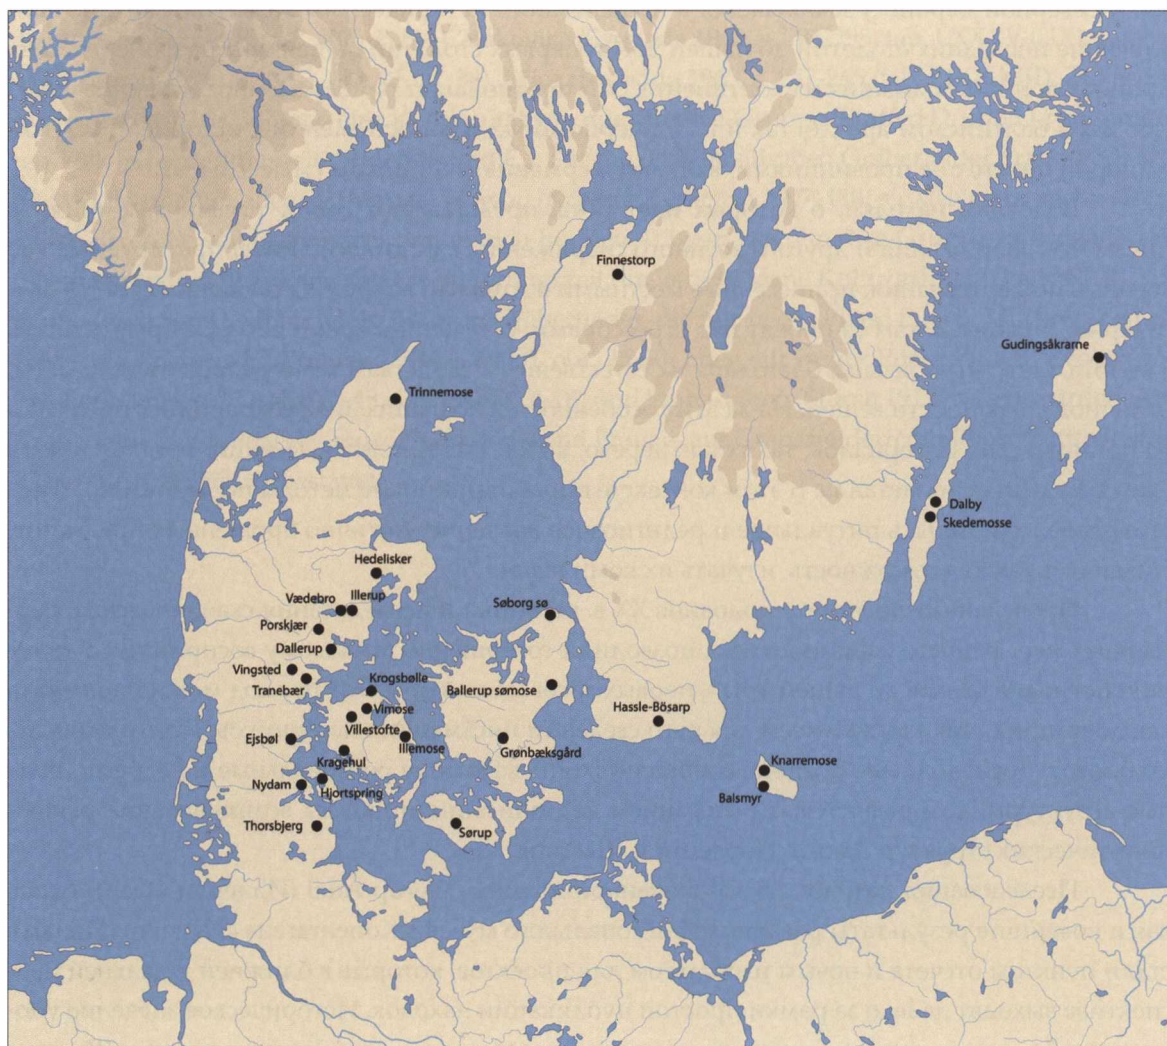 Finnestorp
Gudingsåkrarne
Trinnemose
Dalby
Skedemosse
Hedelisker
Vædebro
Illerup
Søborg sø
Porskjær
Dallerup
Vingsted
Tranebær
Krogsbølle
Ballerup sømose
Vimose
Hassle-Bösarp
Villestofte
Ejsbøl
Illemose
Grønbæksgård
Kragehul
Knarremose
Nydam
Hjortspring
Balsmyr
Thorsbjerg
Sørup